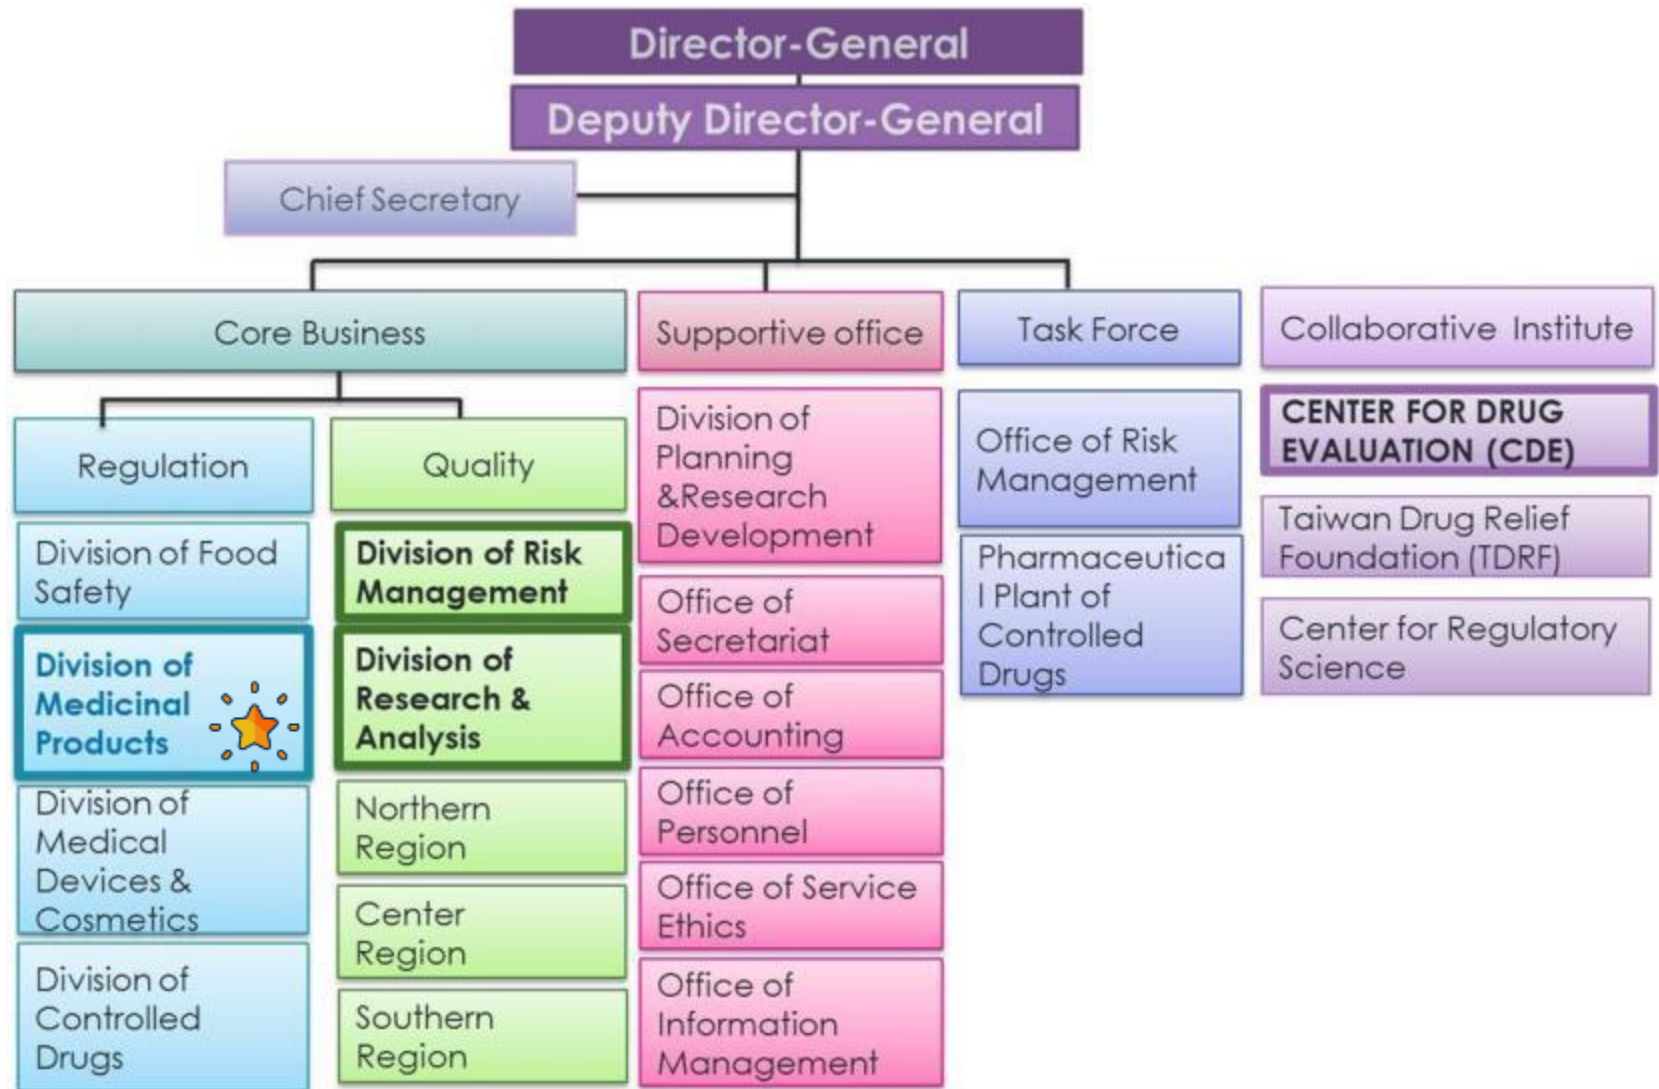 Director-General
Deputy Director-General
Chief Secretary
Core Business
Supportive office
Task Force
Collaborative Institute
Regulation
Quality
Division of Food
Safety
Division of
Medicinal
Products
Division of
Medical
Devices &
Cosmetics
Division of
Controlled
Drugs
Division of Risk
Management
Division of
Research &
Analysis
Northern
Region
Center
Region
Southern
Region
Division of
Planning
&Research
Development
Office of
Secretariat
Office of
Accounting
Office of
Personnel
Office of Service
Ethics
Office of
Information
Management
Office of Risk
Management
Pharmaceutica
l Plant of
Controlled
Drugs
CENTER FOR DRUG
EVALUATION (CDE)
Taiwan Drug Relief
Foundation (TDRF)
Center for Regulatory
Science